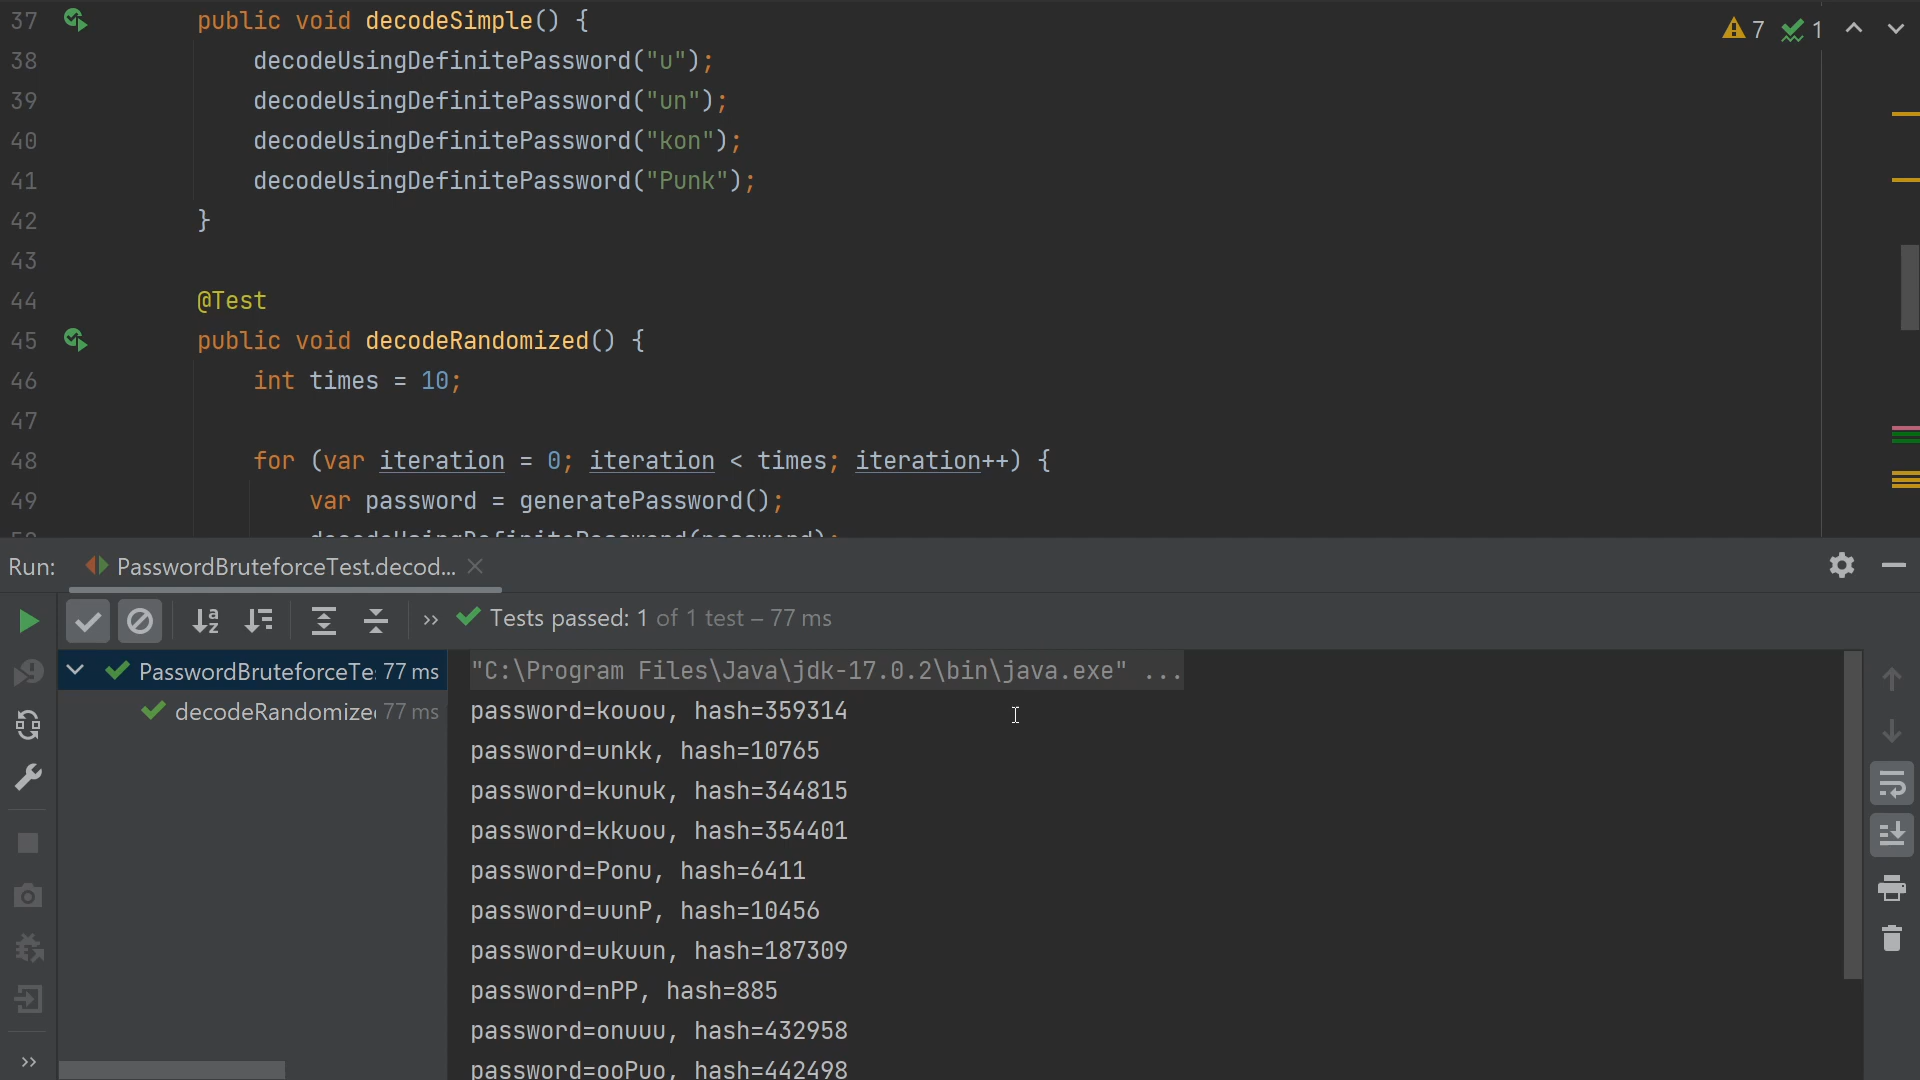 37 public void decodeSimple() {
38 decodeUsingDefinitePassword("u");
39 decodeUsingDefinitePassword("un");
40 decodeUsingDefinitePassword("kon");
41 decodeUsingDefinitePassword("Punk");
42 }
43
44 @Test
45 public void decodeRandomized() {
46 int times = 10;
47
48 for (var iteration = 0; iteration < times; iteration++) {
49 var password = generatePassword();
50 decodeUsingDefinitePassword(password);
7 1
Run: PasswordBruteforceTest.decod...
Tests passed: 1 of 1 test – 77 ms
PasswordBruteforceTe 77 ms
decodeRandomize 77 ms
"C:\Program Files\Java\jdk-17.0.2\bin\java.exe" ...
password=kouou, hash=359314
password=unkk, hash=10765
password=kunuk, hash=344815
password=kkuou, hash=354401
password=Ponu, hash=6411
password=uunP, hash=10456
password=ukuun, hash=187309
password=nPP, hash=885
password=onuuu, hash=432958
password=ooPuo, hash=442498